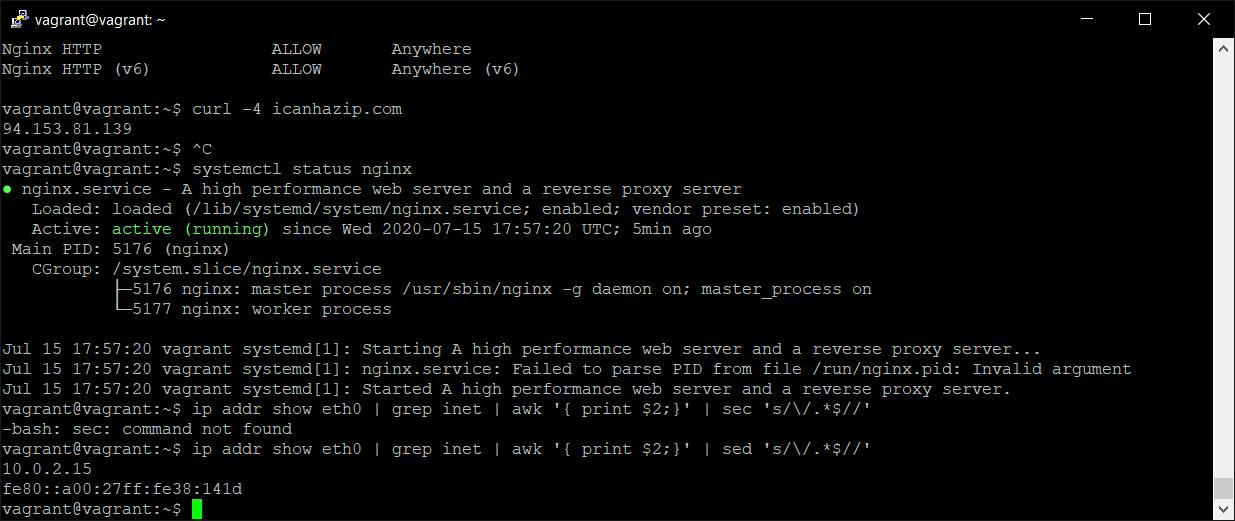 vagrant@vagrant: ~
Nginx HTTP                 ALLOW       Anywhere
Nginx HTTP (v6)            ALLOW       Anywhere (v6)
vagrant@vagrant:~$ curl -4 icanhazip.com
94.153.81.139
vagrant@vagrant:~$ ^C
vagrant@vagrant:~$ systemctl status nginx
● nginx.service - A high performance web server and a reverse proxy server
   Loaded: loaded (/lib/systemd/system/nginx.service; enabled; vendor preset: enabled)
   Active: active (running) since Wed 2020-07-15 17:57:20 UTC; 5min ago
 Main PID: 5176 (nginx)
   CGroup: /system.slice/nginx.service
           ├─5176 nginx: master process /usr/sbin/nginx -g daemon on; master_process on
           └─5177 nginx: worker process
Jul 15 17:57:20 vagrant systemd[1]: Starting A high performance web server and a reverse proxy server...
Jul 15 17:57:20 vagrant systemd[1]: nginx.service: Failed to parse PID from file /run/nginx.pid: Invalid argument
Jul 15 17:57:20 vagrant systemd[1]: Started A high performance web server and a reverse proxy server.
vagrant@vagrant:~$ ip addr show eth0 | grep inet | awk '{ print $2;}' | sec 's/\/.*$//'
-bash: sec: command not found
vagrant@vagrant:~$ ip addr show eth0 | grep inet | awk '{ print $2;}' | sed 's/\/.*$//'
10.0.2.15
fe80::a00:27ff:fe38:141d
vagrant@vagrant:~$